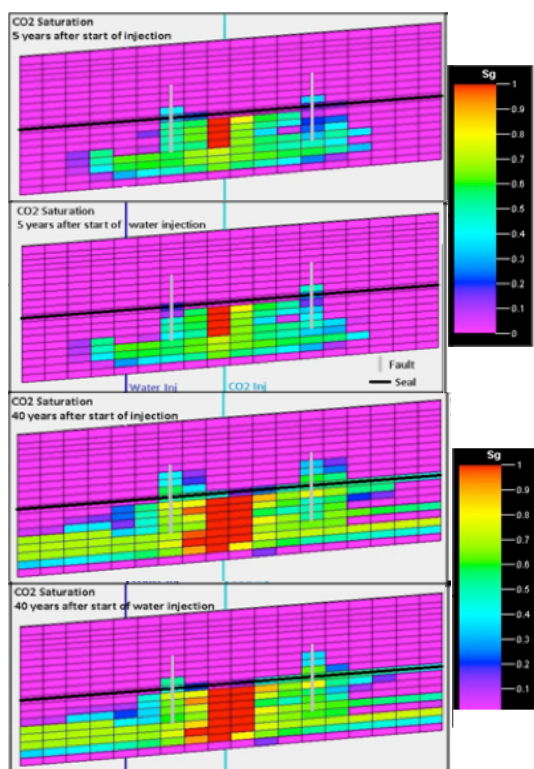 CO2 Saturation
5 years after start of injection
Sg
1
0.9
0.8
0.7
0.6
0.5
0.4
0.3
0.2
0.1
0
CO2 Saturation
5 years after start of water injection
Fault
Seal
Water Inj
CO2 Inj
CO2 Saturation
40 years after start of injection
Sg
1
0.9
0.8
0.7
0.6
0.5
0.4
0.3
0.2
0.1
CO2 Saturation
40 years after start of water injection